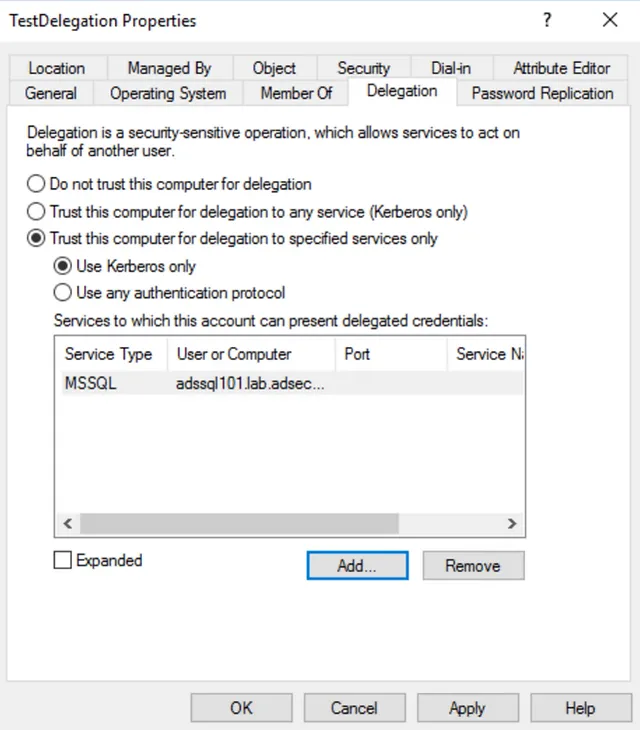 TestDelegation Properties
?
Location Managed By Object Security Dial-in Attribute Editor
General Operating System Member Of Delegation Password Replication
Delegation is a security-sensitive operation, which allows services to act on
behalf of another user.
Do not trust this computer for delegation
Trust this computer for delegation to any service (Kerberos only)
Trust this computer for delegation to specified services only
Use Kerberos only
Use any authentication protocol
Services to which this account can present delegated credentials:
Service Type User or Computer Port Service Na
MSSQL adssql101.lab.adsec...
Expanded Add... Remove
OK Cancel Apply Help